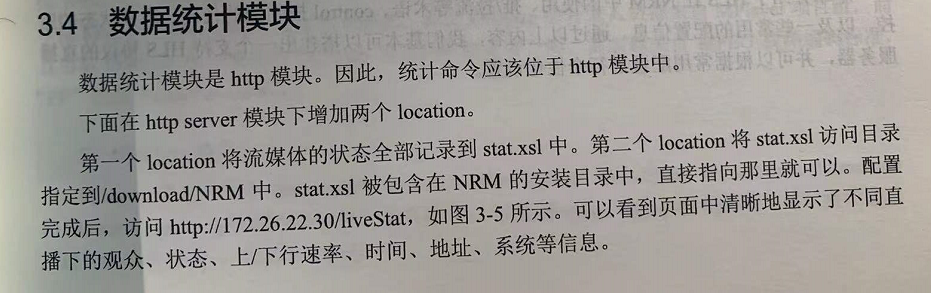 3.4 数据统计模块
数据统计模块是 http 模块。因此，统计命令应该位于 http 模块中。
下面在 http server 模块下增加两个 location。
第一个 location 将流媒体的状态全部记录到 stat.xsl 中。第二个 location 将 stat.xsl 访问目录
指定到/download/NRM 中。stat.xsl 被包含在 NRM 的安装目录中，直接指向那里就可以。配置
完成后，访问 http://172.26.22.30/liveStat，如图 3-5 所示。可以看到页面中清晰地显示了不同直
播下的观众、状态、上/下行速率、时间、地址、系统等信息。